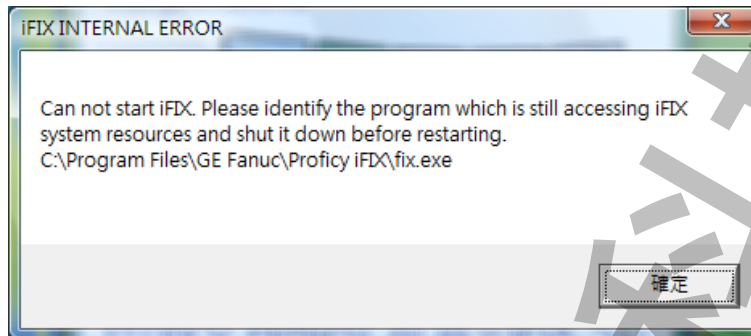 iFIX INTERNAL ERROR
Can not start iFIX. Please identify the program which is still accessing iFIX
system resources and shut it down before restarting.
C:\Program Files\GE Fanuc\Proficy iFIX\fix.exe
確定